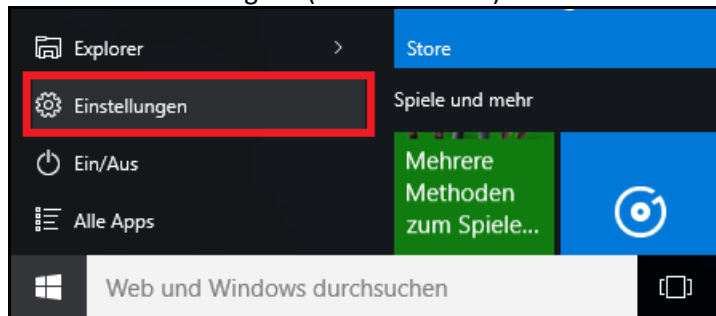 Explorer
Store
Einstellungen
Spiele und mehr
Ein/Aus
Mehrere
Methoden
zum Spiele...
Alle Apps
Web und Windows durchsuchen